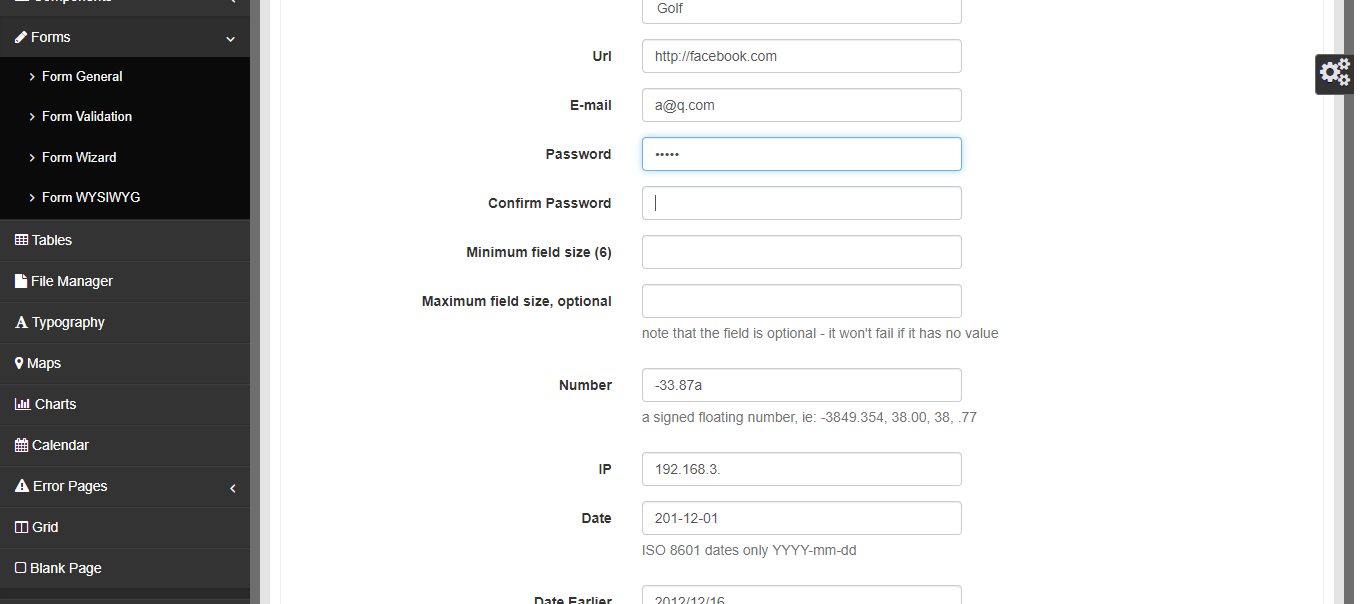 Components
Forms
Form General
Form Validation
Form Wizard
Form WYSIWYG
Tables
File Manager
Typography
Maps
Charts
Calendar
Error Pages
Grid
Blank Page
Golf
Url http://facebook.com
E-mail a@q.com
Password •••••
Confirm Password
Minimum field size (6)
Maximum field size, optional
note that the field is optional - it won't fail if it has no value
Number -33.87a
a signed floating number, ie: -3849.354, 38.00, 38, .77
IP 192.168.3.
Date 201-12-01
ISO 8601 dates only YYYY-mm-dd
Date Earlier 2012/12/16